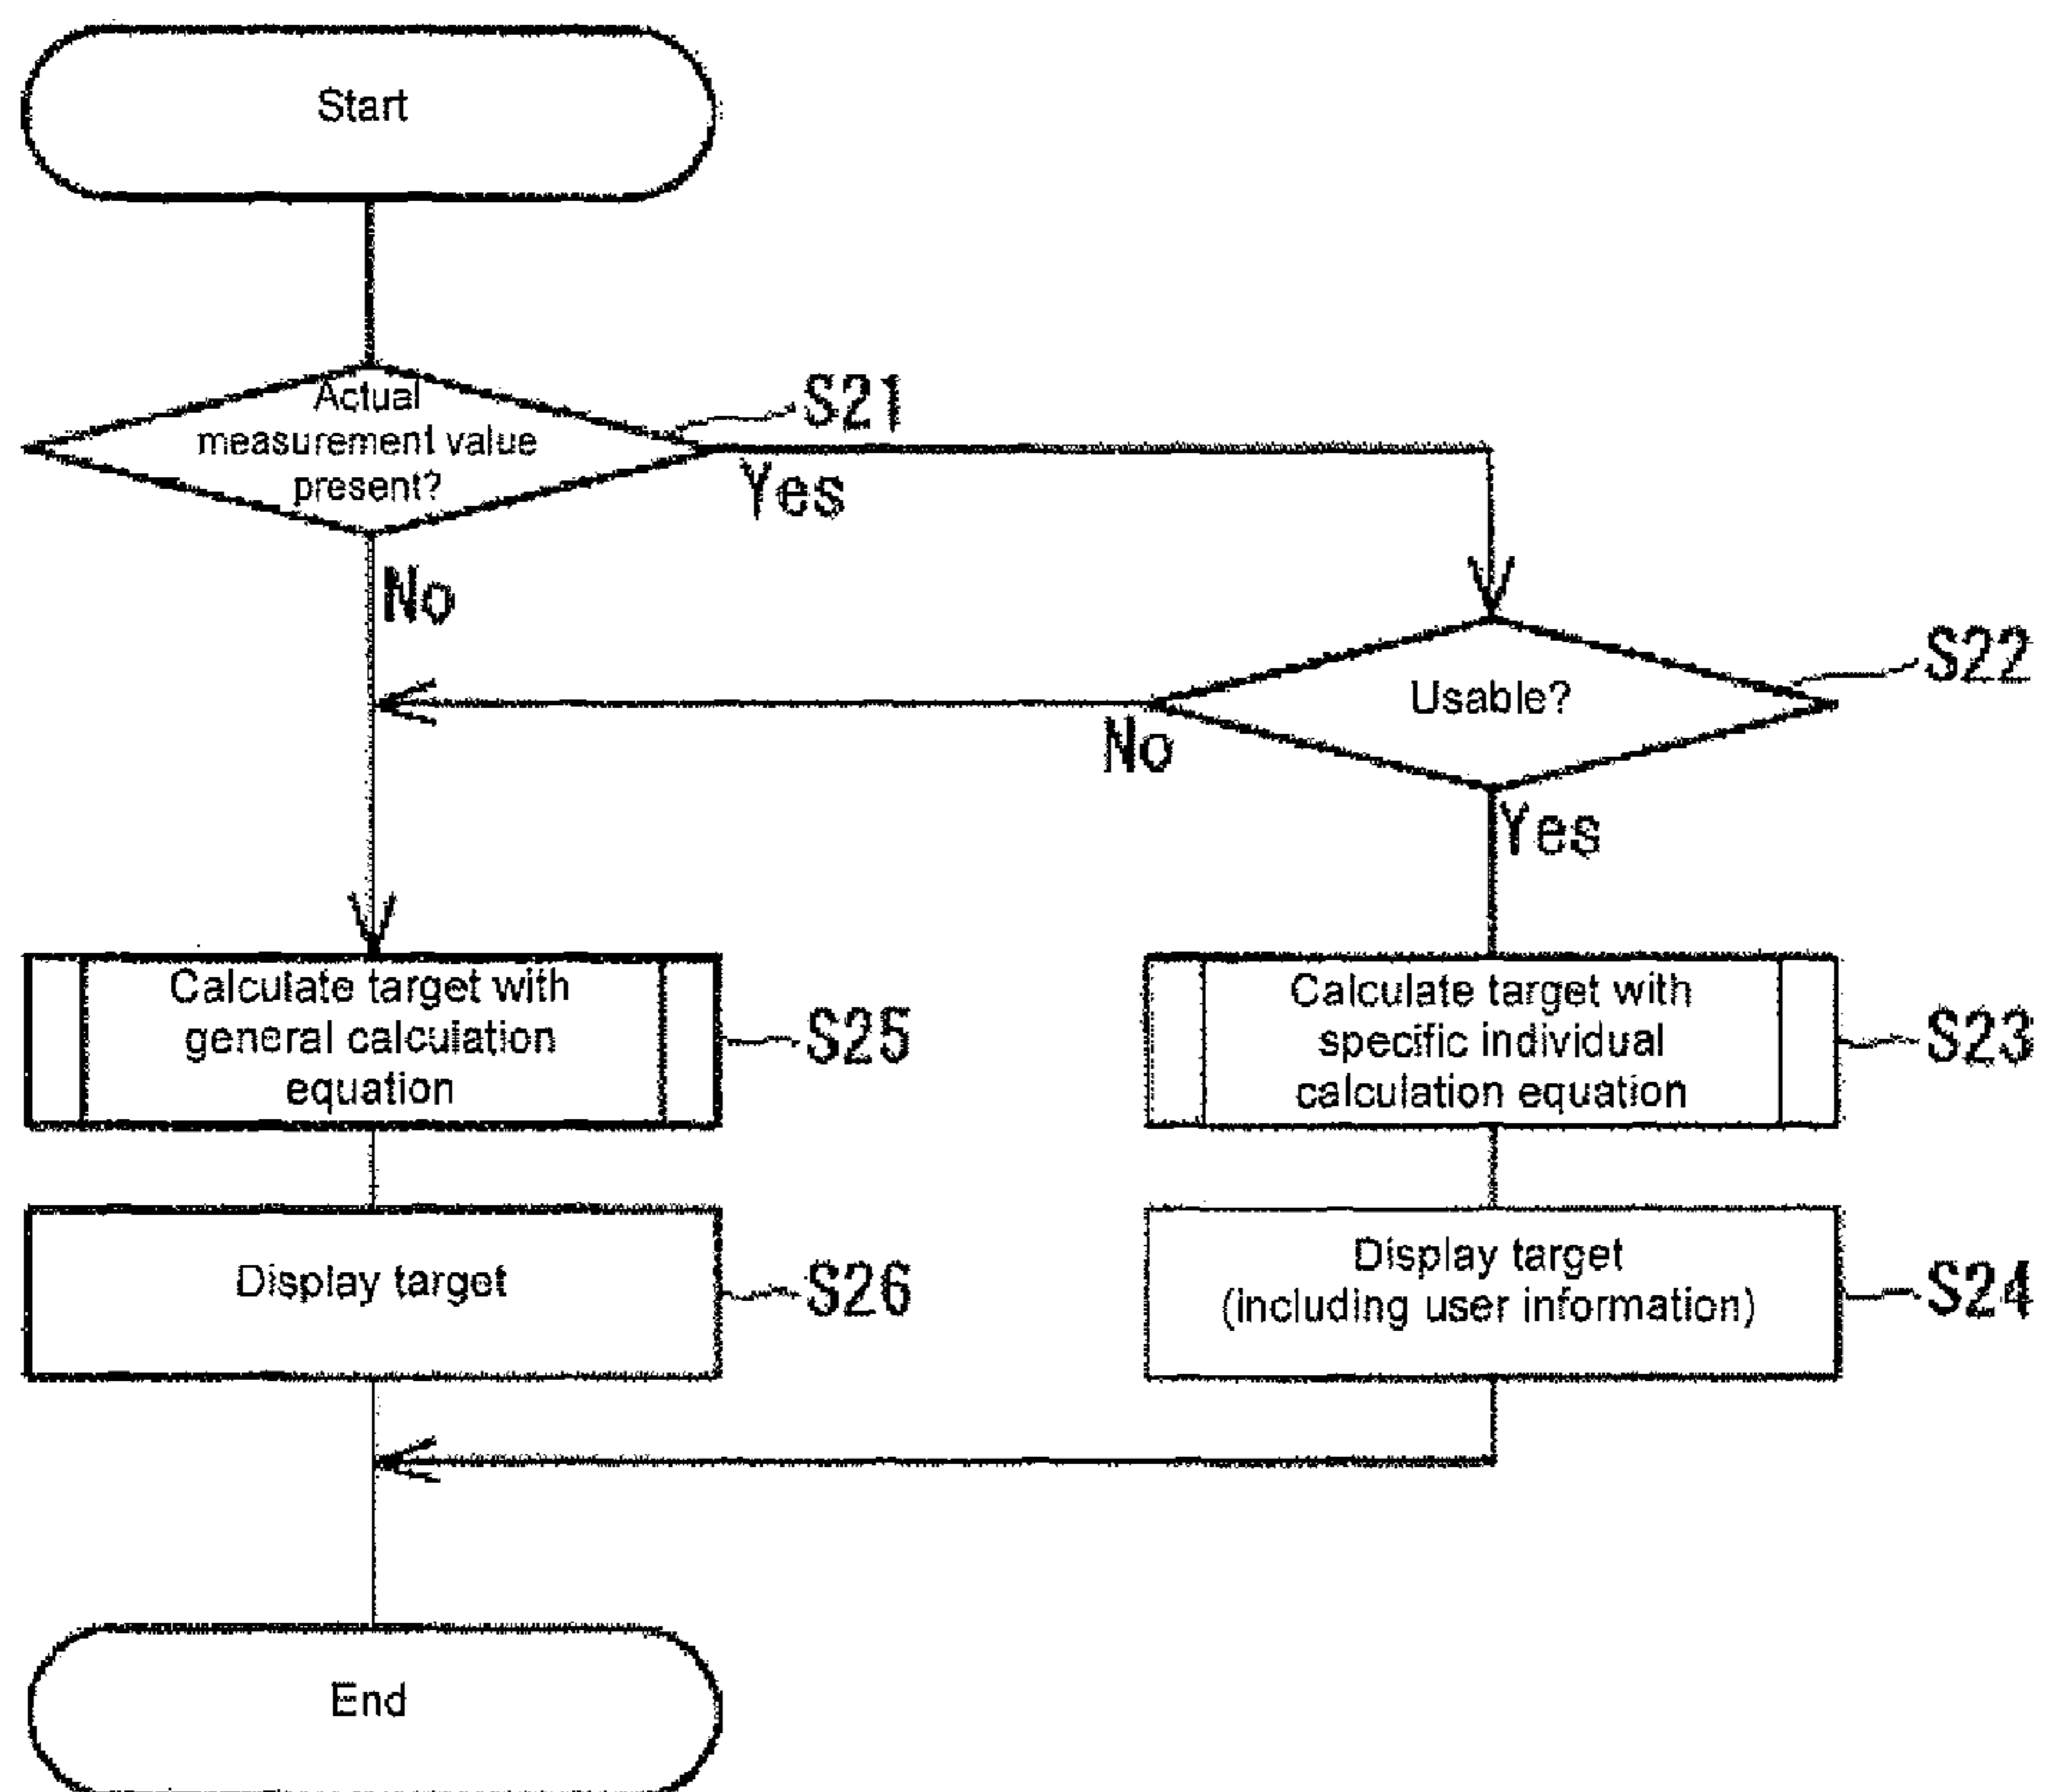 Start
Actual
measurement value
present?
S21
Yes
No
Usable?
S22
No
Yes
Calculate target with
general calculation
equation
S25
Calculate target with
specific individual
calculation equation
S23
Display target
S26
Display target
(including user information)
S24
End